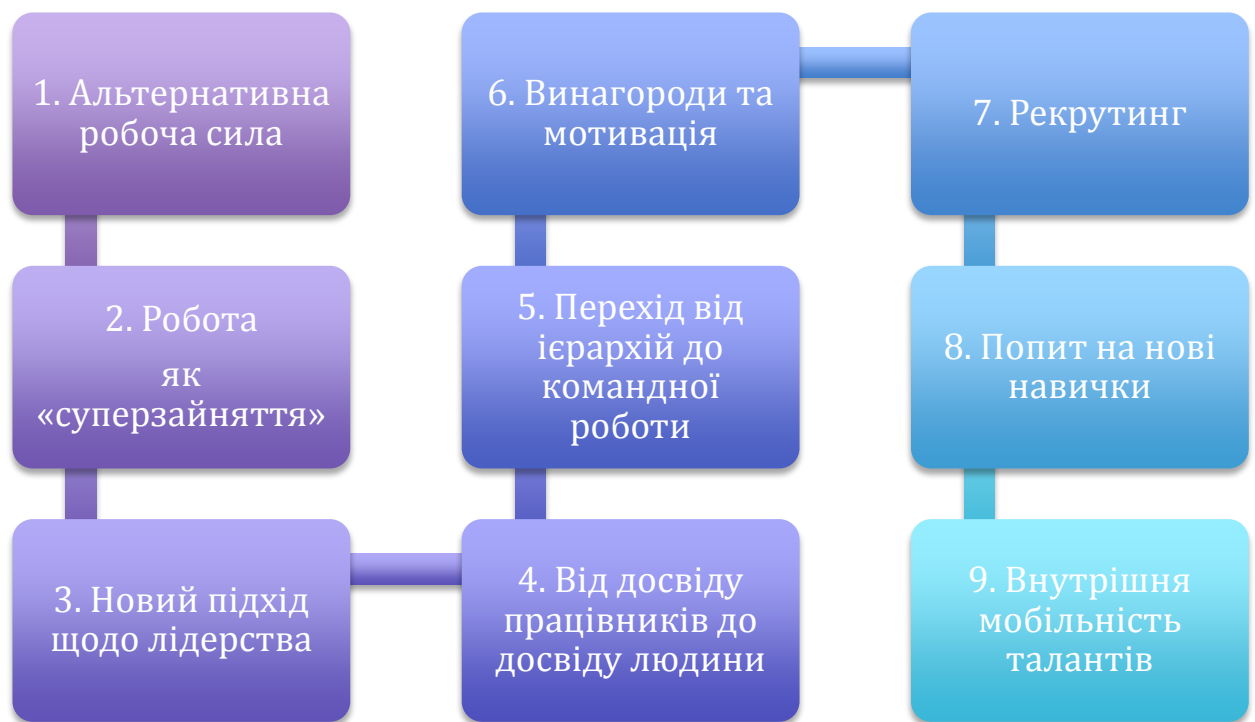 1. Альтернативна
робоча сила
2. Робота
як
«суперзайняття»
3. Новий підхід
щодо лідерства
4. Від досвіду
працівників до
досвіду людини
5. Перехід від
ієрархій до
командної
роботи
6. Винагороди та
мотивація
7. Рекрутинг
8. Попит на нові
навички
9. Внутрішня
мобільність
талантів